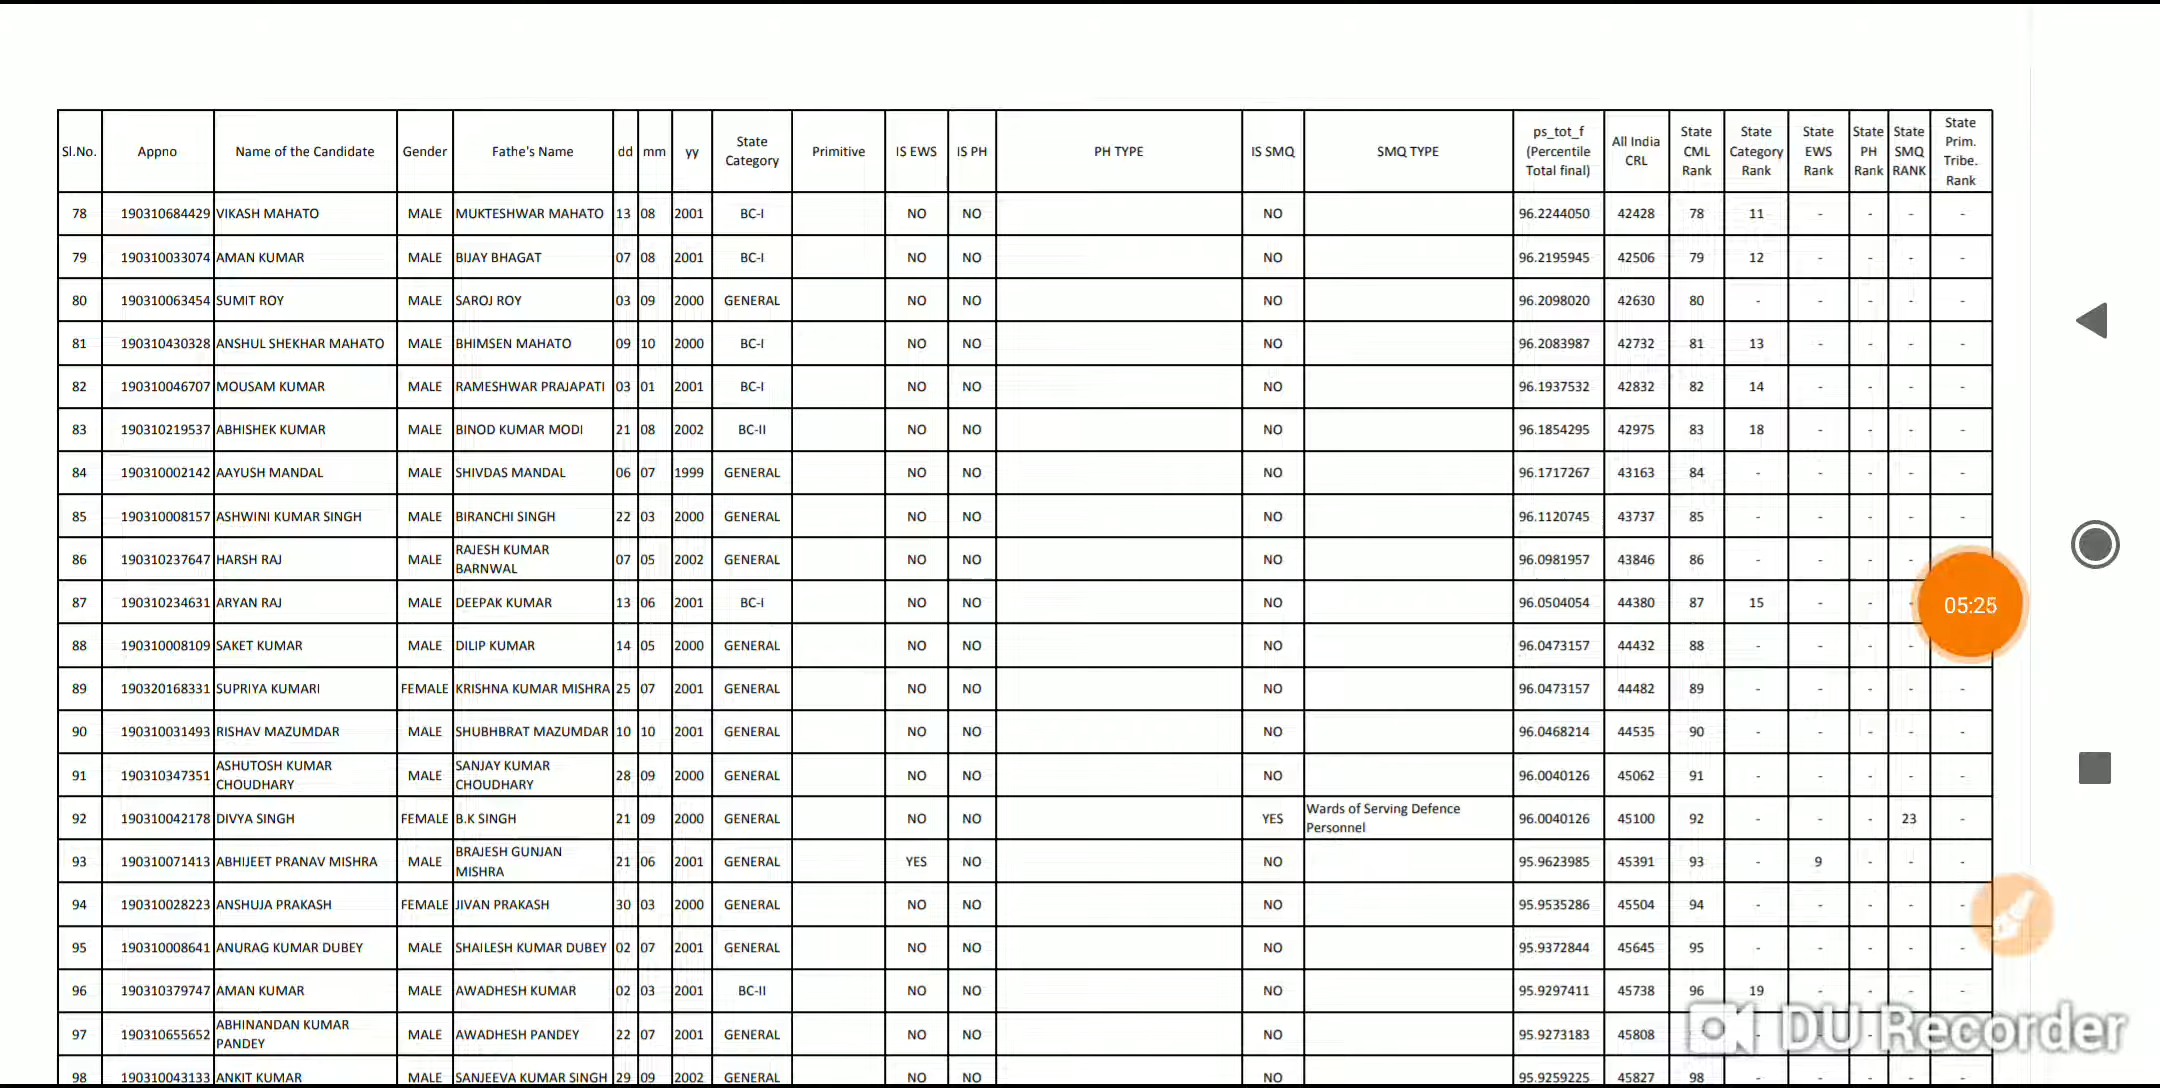 Sl.No. Appno Name of the Candidate Gender Fathe's Name dd mm yy State Category Primitive IS EWS IS PH PH TYPE IS SMQ SMQ TYPE ps_tot_f (Percentile Total final) All India CRL State CML Rank State Category Rank State EWS Rank State PH Rank State SMQ RANK State Prim. Tribe. Rank
78 190310684429 VIKASH MAHATO MALE MUKTESHWAR MAHATO 13 08 2001 BC-I NO NO NO 96.2244050 42428 78 11 - - - -
79 190310033074 AMAN KUMAR MALE BIJAY BHAGAT 07 08 2001 BC-I NO NO NO 96.2195945 42506 79 12 - - - -
80 190310063454 SUMIT ROY MALE SAROJ ROY 03 09 2000 GENERAL NO NO NO 96.2098020 42630 80 - - - - -
81 190310430328 ANSHUL SHEKHAR MAHATO MALE BHIMSEN MAHATO 09 10 2000 BC-I NO NO NO 96.2083987 42732 81 13 - - - -
82 190310046707 MOUSAM KUMAR MALE RAMESHWAR PRAJAPATI 03 01 2001 BC-I NO NO NO 96.1937532 42832 82 14 - - - -
83 190310219537 ABHISHEK KUMAR MALE BINOD KUMAR MODI 21 08 2002 BC-II NO NO NO 96.1854295 42975 83 18 - - - -
84 190310002142 AAYUSH MANDAL MALE SHIVDAS MANDAL 06 07 1999 GENERAL NO NO NO 96.1717267 43163 84 - - - - -
85 190310008157 ASHWINI KUMAR SINGH MALE BIRANCHI SINGH 22 03 2000 GENERAL NO NO NO 96.1120745 43737 85 - - - - -
86 190310237647 HARSH RAJ MALE RAJESH KUMAR BARNWAL 07 05 2002 GENERAL NO NO NO 96.0981957 43846 86 - - - - -
87 190310234631 ARYAN RAJ MALE DEEPAK KUMAR 13 06 2001 BC-I NO NO NO 96.0504054 44380 87 15 - - -
05:25
88 190310008109 SAKET KUMAR MALE DILIP KUMAR 14 05 2000 GENERAL NO NO NO 96.0473157 44432 88 - - - -
89 190320168331 SUPRIYA KUMARI FEMALE KRISHNA KUMAR MISHRA 25 07 2001 GENERAL NO NO NO 96.0473157 44482 89 - - - - -
90 190310031493 RISHAV MAZUMDAR MALE SHUBHBRAT MAZUMDAR 10 10 2001 GENERAL NO NO NO 96.0468214 44535 90 - - - - -
91 190310347351 ASHUTOSH KUMAR CHOUDHARY MALE SANJAY KUMAR CHOUDHARY 28 09 2000 GENERAL NO NO NO 96.0040126 45062 91 - - - - -
92 190310042178 DIVYA SINGH FEMALE B.K SINGH 21 09 2000 GENERAL NO NO YES Wards of Serving Defence Personnel 96.0040126 45100 92 - - - 23 -
93 190310071413 ABHIJEET PRANAV MISHRA MALE BRAJESH GUNJAN MISHRA 21 06 2001 GENERAL YES NO NO 95.9623985 45391 93 - 9 - - -
94 190310028223 ANSHUJA PRAKASH FEMALE JIVAN PRAKASH 30 03 2000 GENERAL NO NO NO 95.9535286 45504 94 - - - - -
95 190310008641 ANURAG KUMAR DUBEY MALE SHAILESH KUMAR DUBEY 02 07 2001 GENERAL NO NO NO 95.9372844 45645 95 - - - - -
96 190310379747 AMAN KUMAR MALE AWADHESH KUMAR 02 03 2001 BC-II NO NO NO 95.9297411 45738 96 19 - - - -
97 190310655652 ABHINANDAN KUMAR PANDEY MALE AWADHESH PANDEY 22 07 2001 GENERAL NO NO NO 95.9273183 45808
DU Recorder
98 190310043133 ANKIT KUMAR MALE SANJEEVA KUMAR SINGH 29 09 2002 GENERAL NO NO NO 95.9259225 45827 98 - - - - -